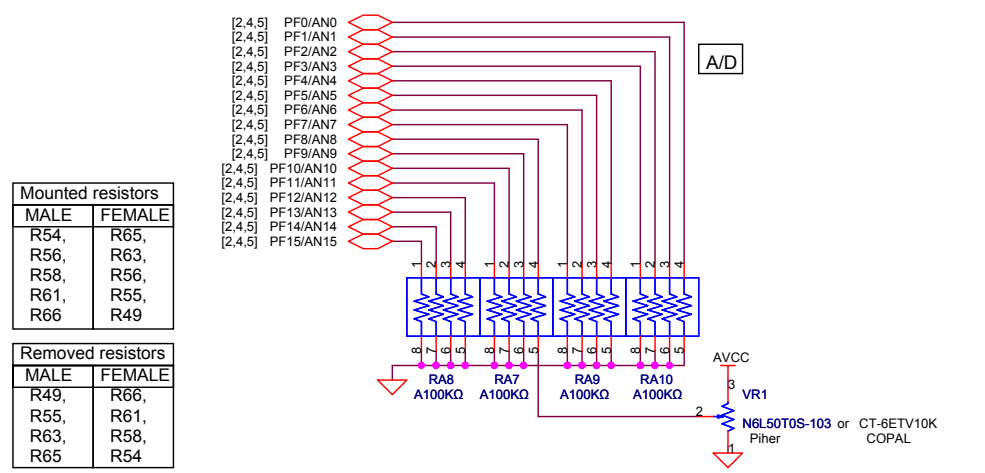 [2,4,5] PF0/AN0
[2,4,5] PF1/AN1
[2,4,5] PF2/AN2
[2,4,5] PF3/AN3
[2,4,5] PF4/AN4
[2,4,5] PF5/AN5
[2,4,5] PF6/AN6
[2,4,5] PF7/AN7
[2,4,5] PF8/AN8
[2,4,5] PF9/AN9
[2,4,5] PF10/AN10
[2,4,5] PF11/AN11
[2,4,5] PF12/AN12
[2,4,5] PF13/AN13
[2,4,5] PF14/AN14
[2,4,5] PF15/AN15
A/D
Mounted resistors
MALE FEMALE
R54, R65,
R56, R63,
R58, R56,
R61, R55,
R66 R49
Removed resistors
MALE FEMALE
R49, R66,
R55, R61,
R63, R58,
R65 R54
1 2 3 4 1 2 3 4 1 2 3 4 1 2 3 4
8 7 6 5 8 7 6 5 8 7 6 5 8 7 6 5
RA8 RA7 RA9 RA10
A100KΩ A100KΩ A100KΩ A100KΩ
AVCC
3
VR1
2
N6L50T0S-103 or CT-6ETV10K
Piher COPAL
1